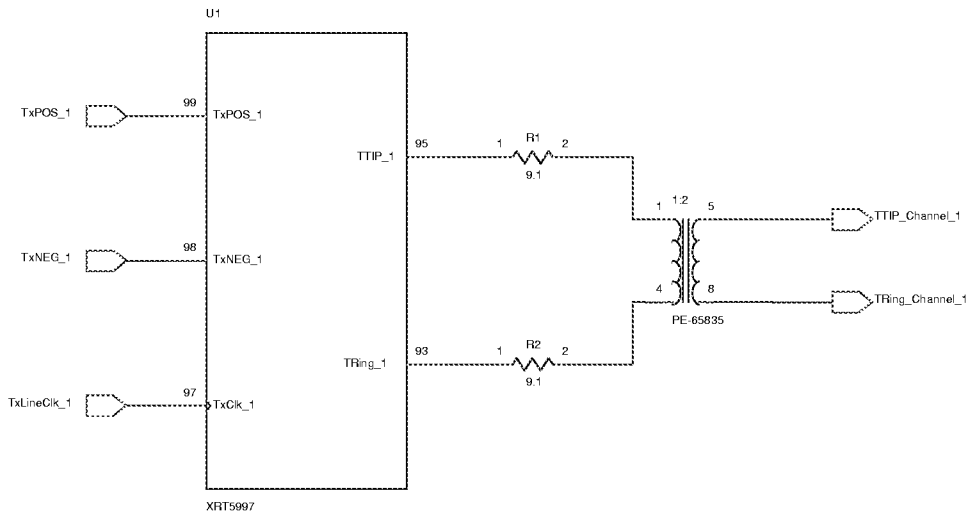 U1
TxPOS_1
99
TxPOS_1
TTIP_1
95
1
R1
2
9.1
1
1:2
5
TTIP_Channel_1
TxNEG_1
98
TxNEG_1
4
8
TRing_Channel_1
PE-65835
TRing_1
93
1
R2
2
9.1
TxLineClk_1
97
TxClk_1
XRT5997